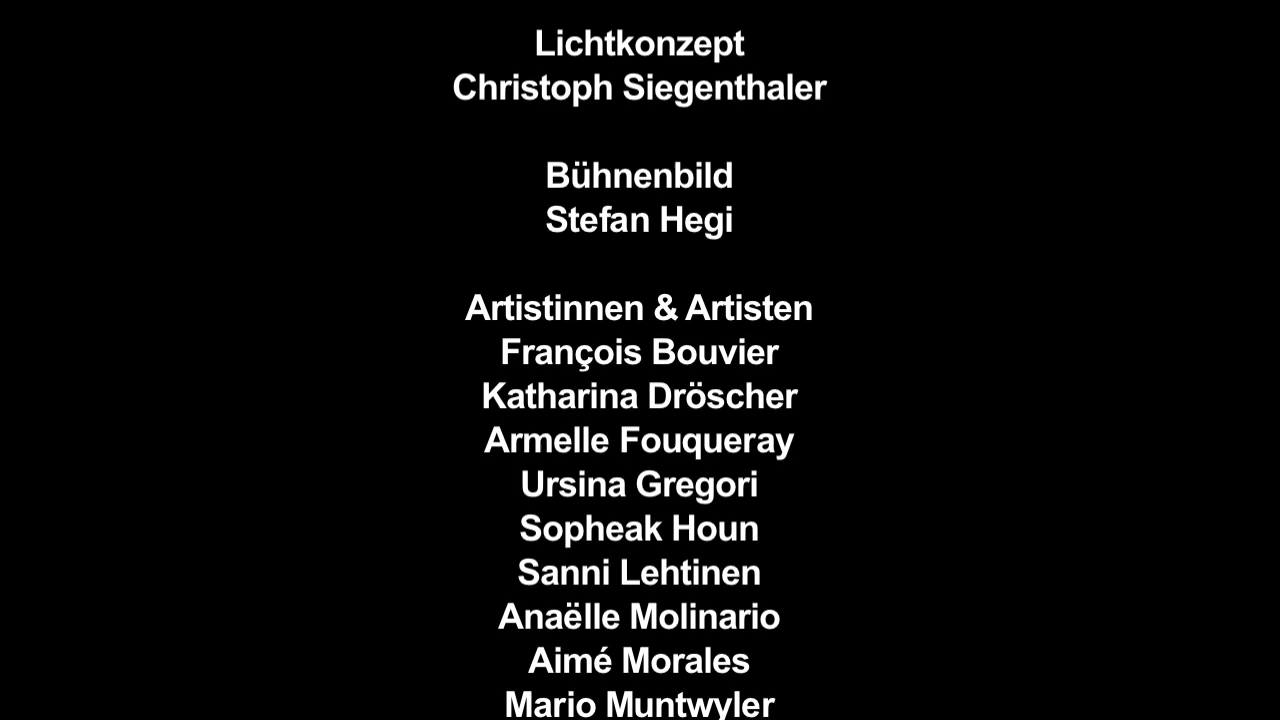 Lichtkonzept
Christoph Siegenthaler
Bühnenbild
Stefan Hegi
Artistinnen & Artisten
François Bouvier
Katharina Dröscher
Armelle Fouqueray
Ursina Gregori
Sopheak Houn
Sanni Lehtinen
Anaëlle Molinario
Aimé Morales
Mario Muntwyler